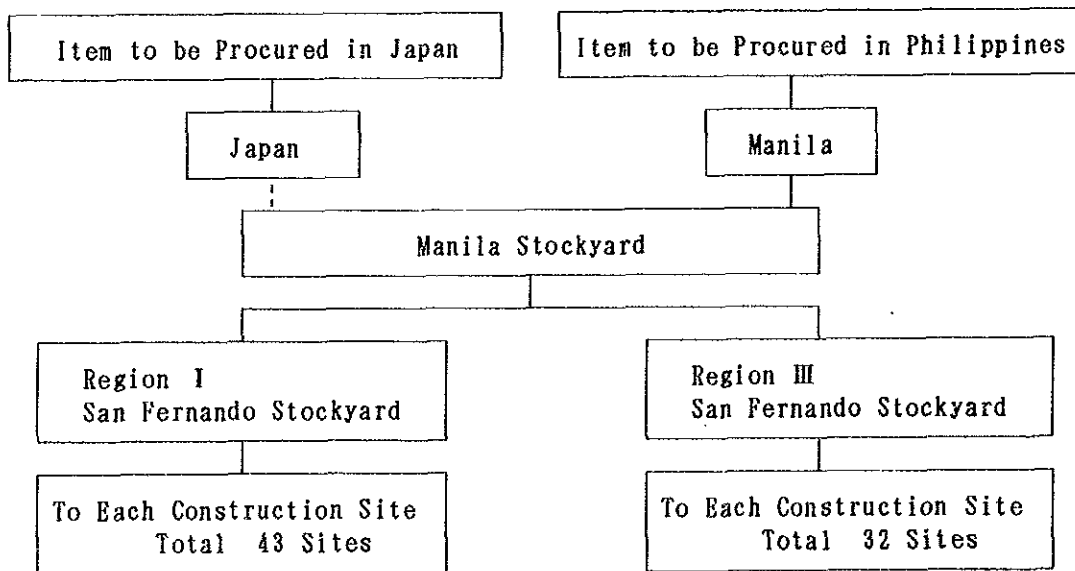 Item to be Procured in Japan
Item to be Procured in Philippines
Japan
Manila
Manila Stockyard
Region I
San Fernando Stockyard
Region III
San Fernando Stockyard
To Each Construction Site
Total 43 Sites
To Each Construction Site
Total 32 Sites